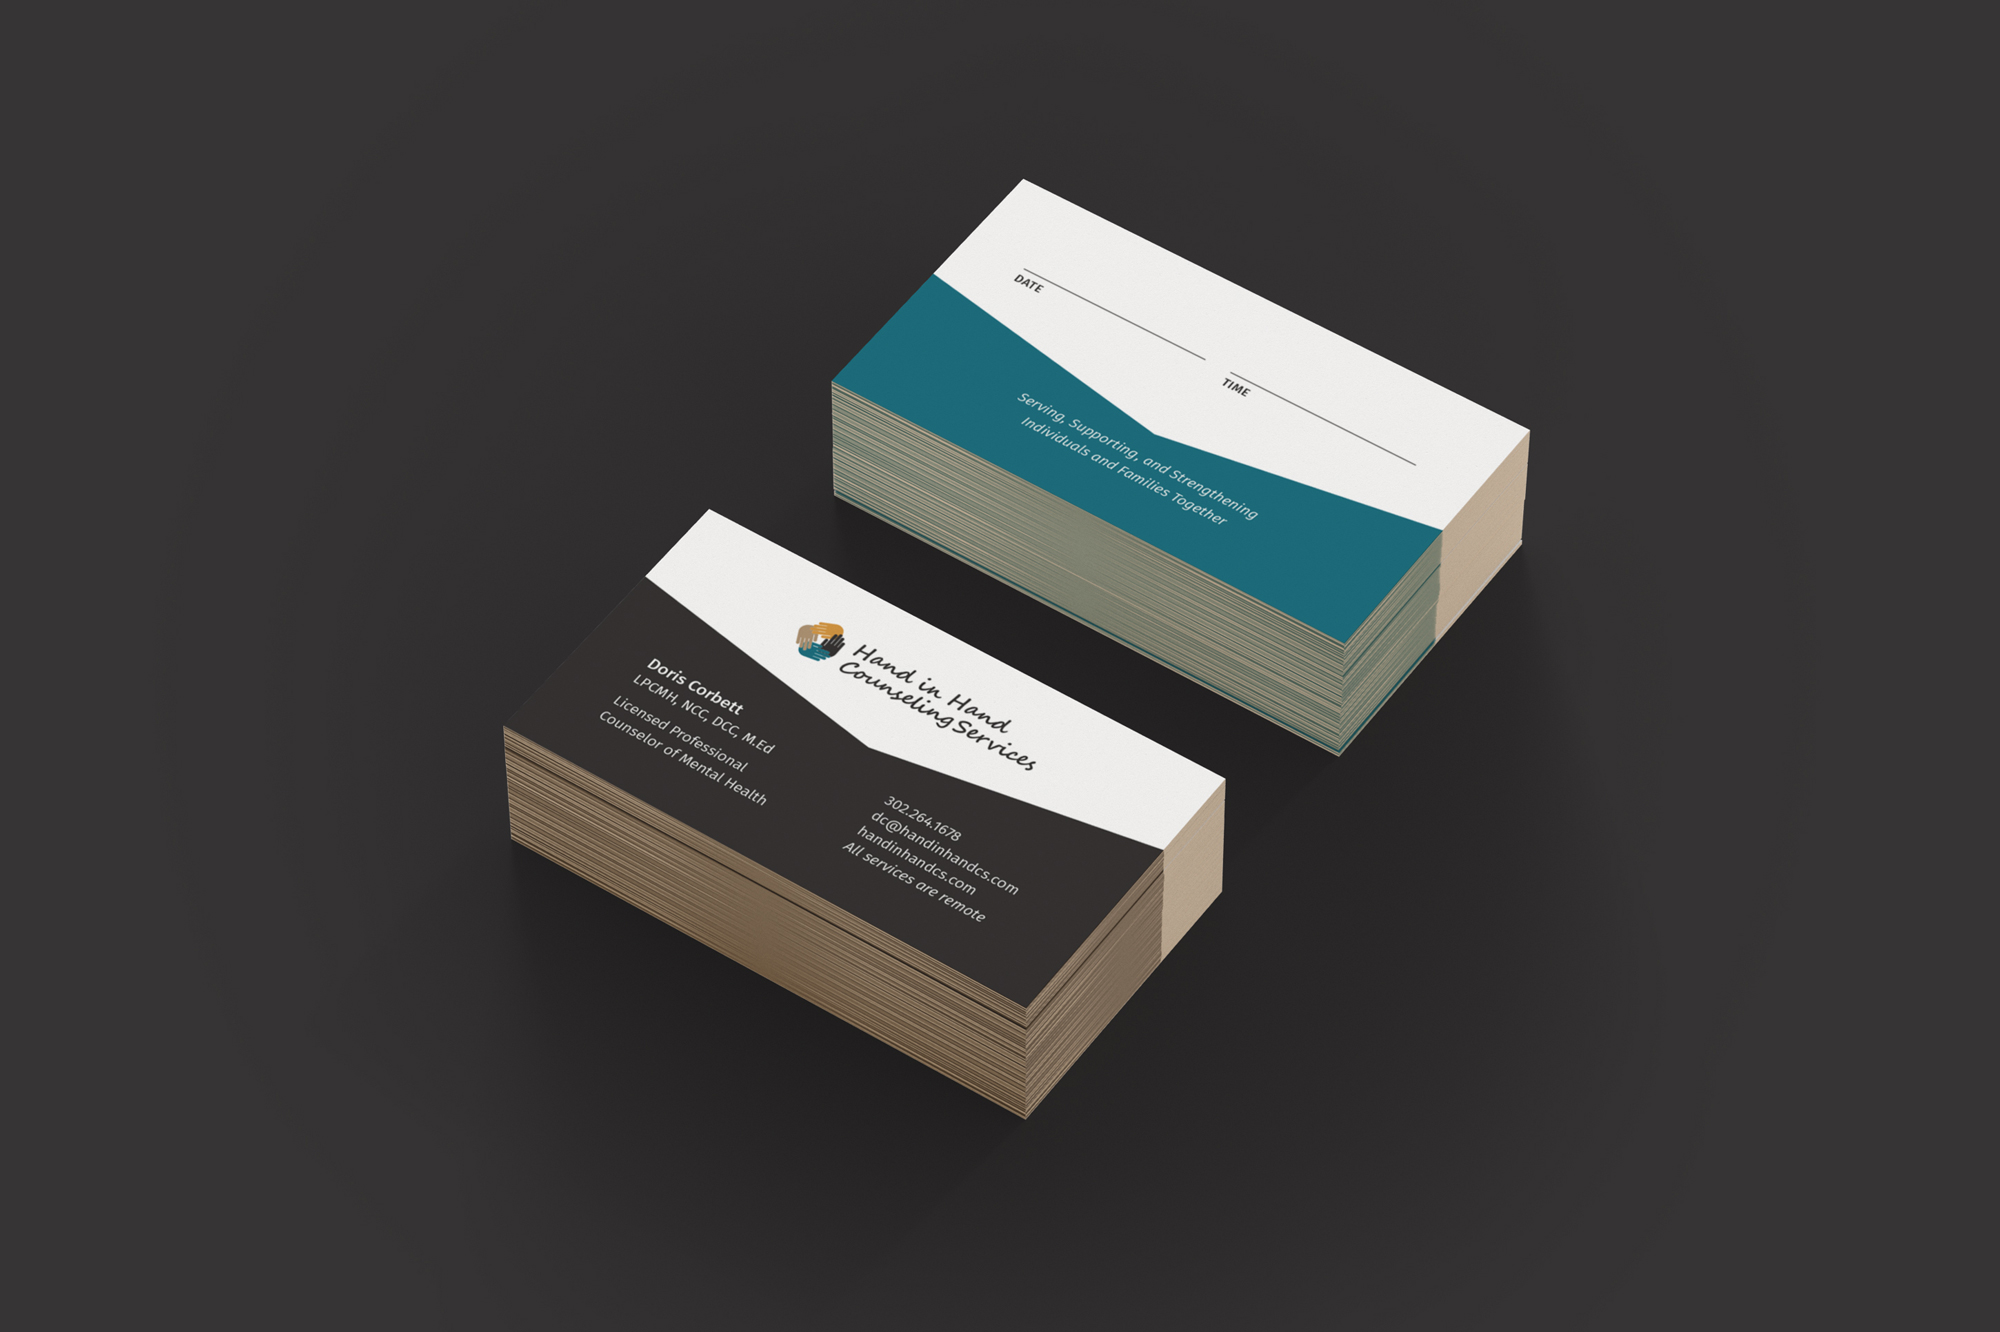 DATE
TIME
Serving, Supporting, and Strengthening
Individuals and Families Together
Hand in Hand
Counseling Services
Doris Corbett
LPCMH, NCC, DCC, M.Ed
Licensed Professional
Counselor of Mental Health
302.264.1678
dc@handinhandcs.com
handinhandcs.com
All services are remote